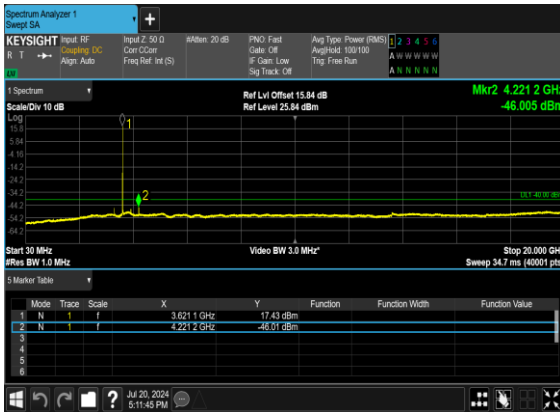 Spectrum Analyzer 1
Swept SA
+
KEYSIGHT
R T
Input: RF
Coupling: DC
Align: Auto
Input Z: 50 Ω
Corr CCorr
Freq Ref: Int (S)
#Atten: 20 dB
PNO: Fast
Gate: Off
IF Gain: Low
Sig Track: Off
Avg Type: Power (RMS)
Avg|Hold: 100/100
Trig: Free Run
1 2 3 4 5 6
A W W W W W
A N N N N N
1 Spectrum
Scale/Div 10 dB
Ref Lvl Offset 15.84 dB
Ref Level 25.84 dBm
Mkr2 4.221 2 GHz
-46.005 dBm
Log
15.8
5.84
-4.16
-14.2
-24.2
-34.2
-44.2
-54.2
-64.2
1
2
DL1 -40.00 dBm
Start 30 MHz
#Res BW 1.0 MHz
Video BW 3.0 MHz*
Stop 20.000 GHz
Sweep 34.7 ms (40001 pts)
5 Marker Table
Mode Trace Scale X Y Function Function Width Function Value
1 N 1 f 3.621 1 GHz 17.43 dBm
2 N 1 f 4.221 2 GHz -46.01 dBm
3
4
5
6
?
Jul 20, 2024
5:11:45 PM